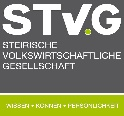 STVG
STEIRISCHE
VOLKSWIRTSCHAFTLICHE
GESELLSCHAFT
WISSEN + KÖNNEN + PERSÖNLICHKEIT